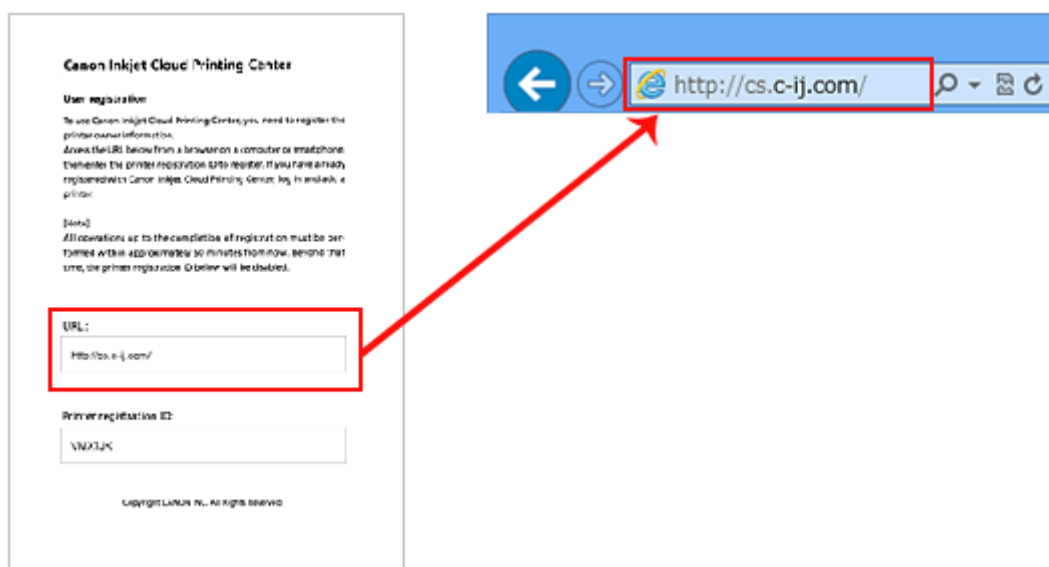 Canon Inkjet Cloud Printing Center
User registration
To use Canon Inkjet Cloud Printing Center, you need to register the
printer owner information.
Access the URL below from a browser on a computer or smartphone,
then enter the printer registration ID to register. If you have already
registered with Canon Inkjet Cloud Printing Center, log in and add a
printer.
[Note]
All operations up to the completion of registration must be per-
formed within approximately 50 minutes from now. Beyond that
time, the printer registration ID below will be disabled.
URL:
http://cs.c-ij.com/
Printer registration ID:
Copyright CANON INC. All Rights Reserved
http://cs.c-ij.com/